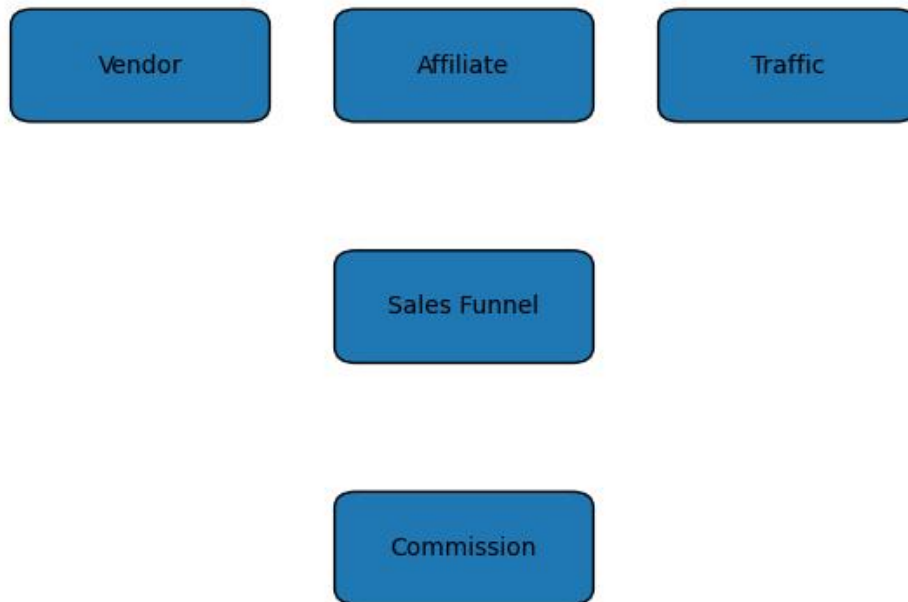 Vendor
Affiliate
Traffic
Sales Funnel
Commission